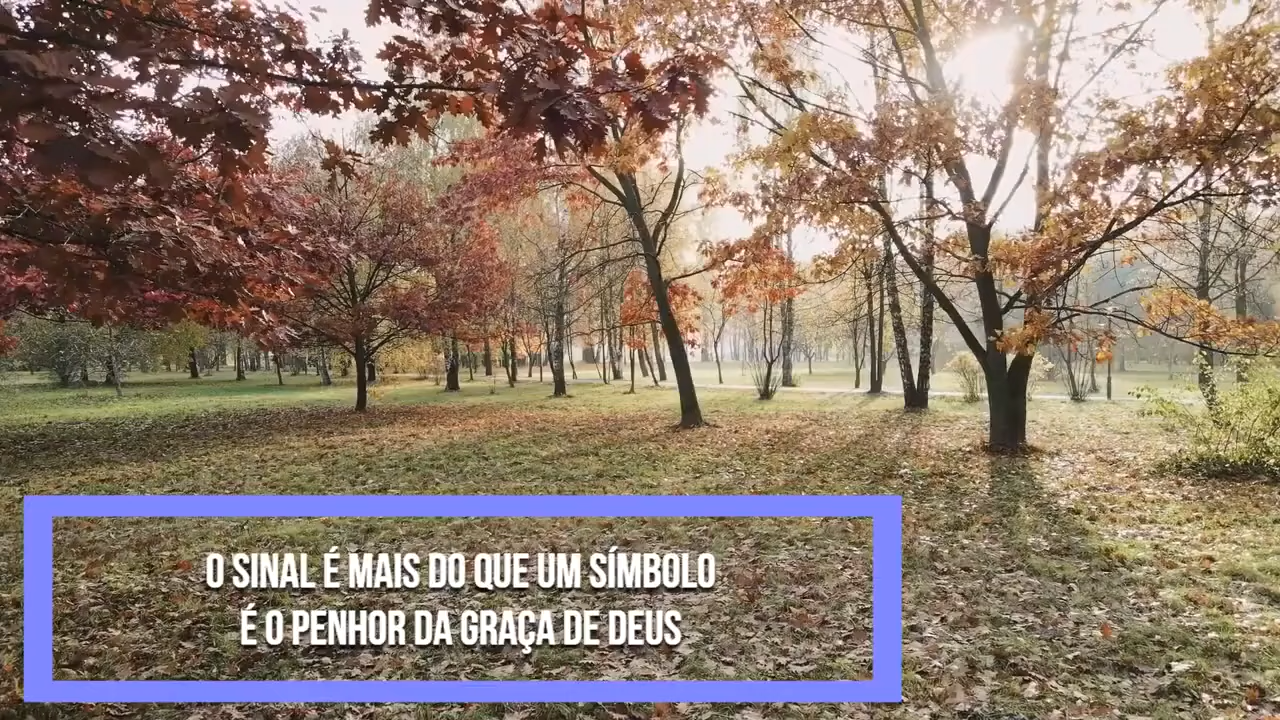 O SINAL É MAIS DO QUE UM SÍMBOLO
É O PENHOR DA GRAÇA DE DEUS